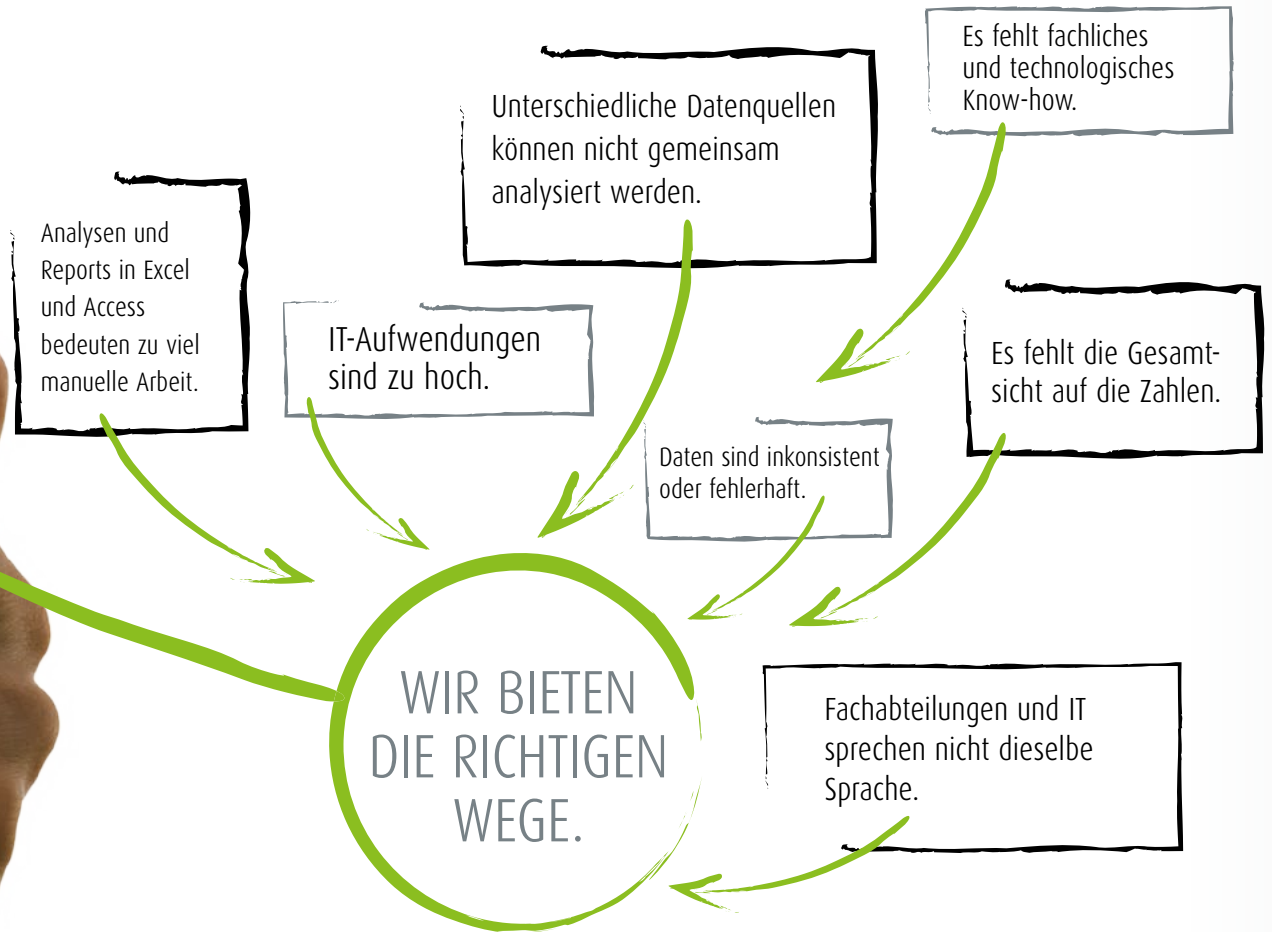 Es fehlt fachliches
und technologisches
Know-how.
Unterschiedliche Datenquellen
können nicht gemeinsam
analysiert werden.
Analysen und
Reports in Excel
und Access
bedeuten zu viel
manuelle Arbeit.
IT-Aufwendungen
sind zu hoch.
Es fehlt die Gesamt-
sicht auf die Zahlen.
Daten sind inkonsistent
oder fehlerhaft.
WIR BIETEN
DIE RICHTIGEN
WEGE.
Fachabteilungen und IT
sprechen nicht dieselbe
Sprache.